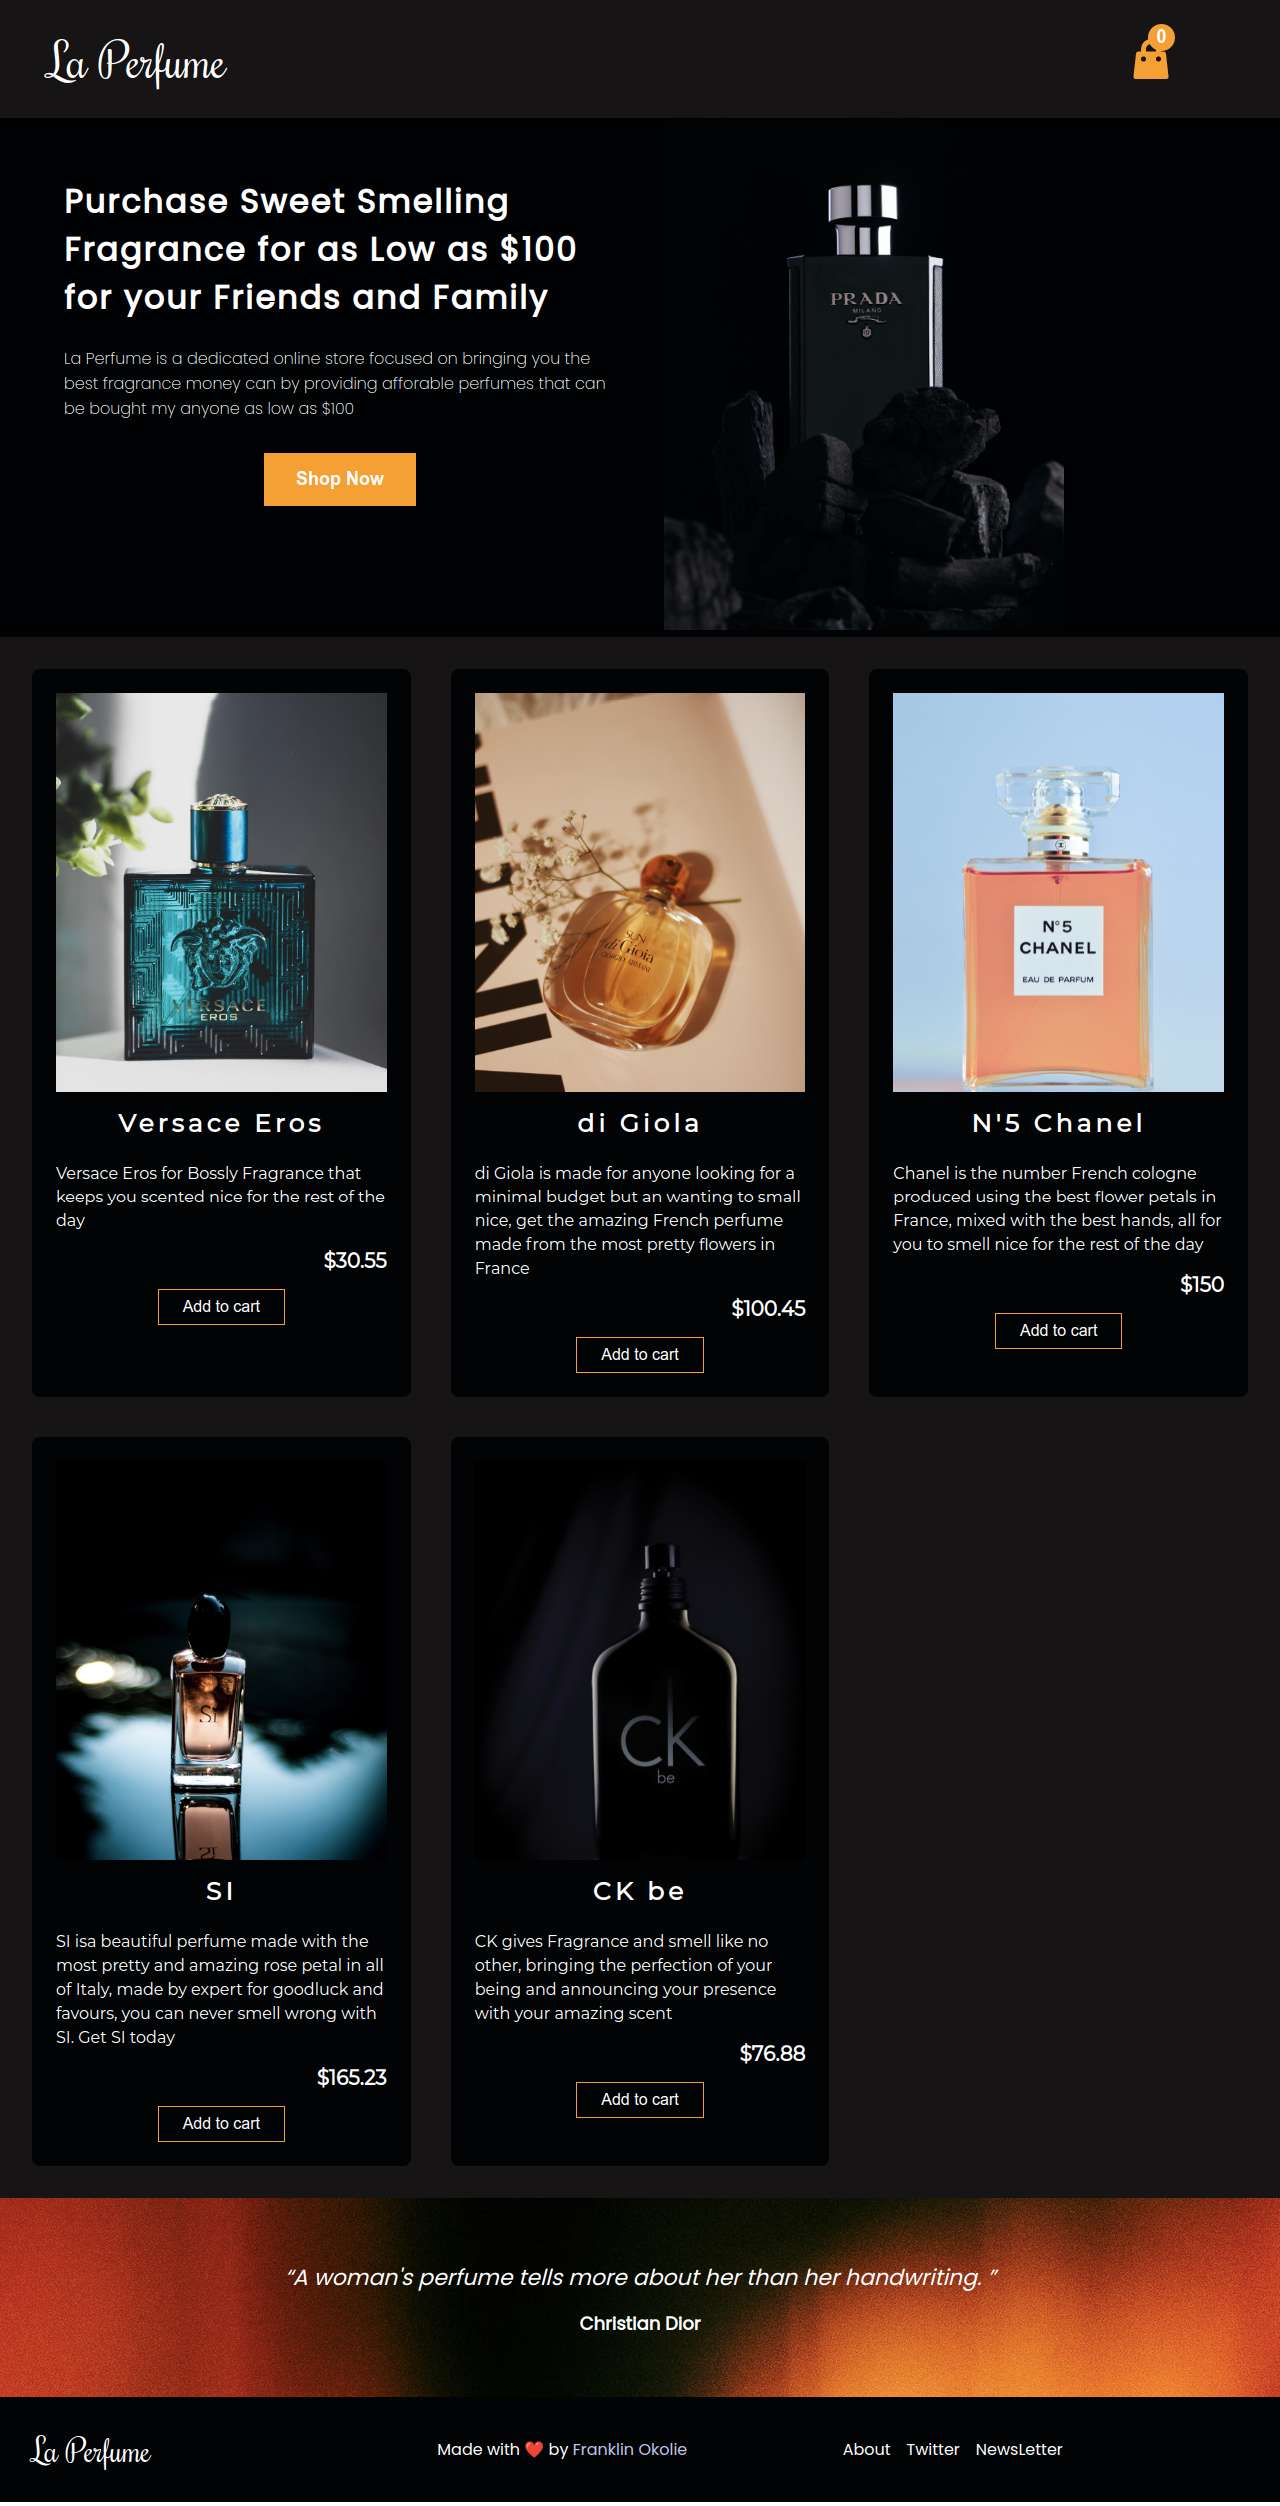 La Perfume
0
Purchase Sweet Smelling
Fragrance for as Low as $100
for your Friends and Family
La Perfume is a dedicated online store focused on bringing you the
best fragrance money can by providing afforable perfumes that can
be bought my anyone as low as $100
Shop Now
PRADA
MILANO
VERSACE
EROS
Versace Eros
Versace Eros for Bossly Fragrance that
keeps you scented nice for the rest of the
day
$30.55
Add to cart
SUN
di Gioia
GIORGIO ARMANI
di Giola
di Giola is made for anyone looking for a
minimal budget but an wanting to small
nice, get the amazing French perfume
made from the most pretty flowers in
France
$100.45
Add to cart
N°5
CHANEL
EAU DE PARFUM
N'5 Chanel
Chanel is the number French cologne
produced using the best flower petals in
France, mixed with the best hands, all for
you to smell nice for the rest of the day
$150
Add to cart
SI
SI
SI isa beautiful perfume made with the
most pretty and amazing rose petal in all
of Italy, made by expert for goodluck and
favours, you can never smell wrong with
SI. Get SI today
$165.23
Add to cart
CK
be
CK be
CK gives Fragrance and smell like no
other, bringing the perfection of your
being and announcing your presence
with your amazing scent
$76.88
Add to cart
“A woman's perfume tells more about her than her handwriting. ”
Christian Dior
La Perfume
Made with ❤️ by Franklin Okolie
About Twitter NewsLetter